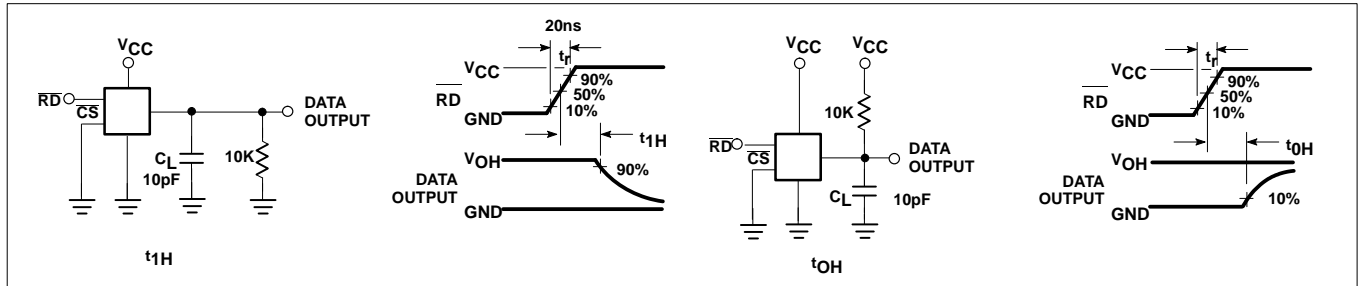 VCC
RD
CS
DATA
OUTPUT
CL
10pF
10K
t1H
20ns
tr
VCC
RD
GND
90%
50%
10%
t1H
VOH
90%
DATA
OUTPUT
GND
VCC
VCC
10K
RD
CS
DATA
OUTPUT
CL
10pF
tOH
tr
VCC
RD
GND
90%
50%
10%
t0H
VOH
DATA
OUTPUT
10%
GND